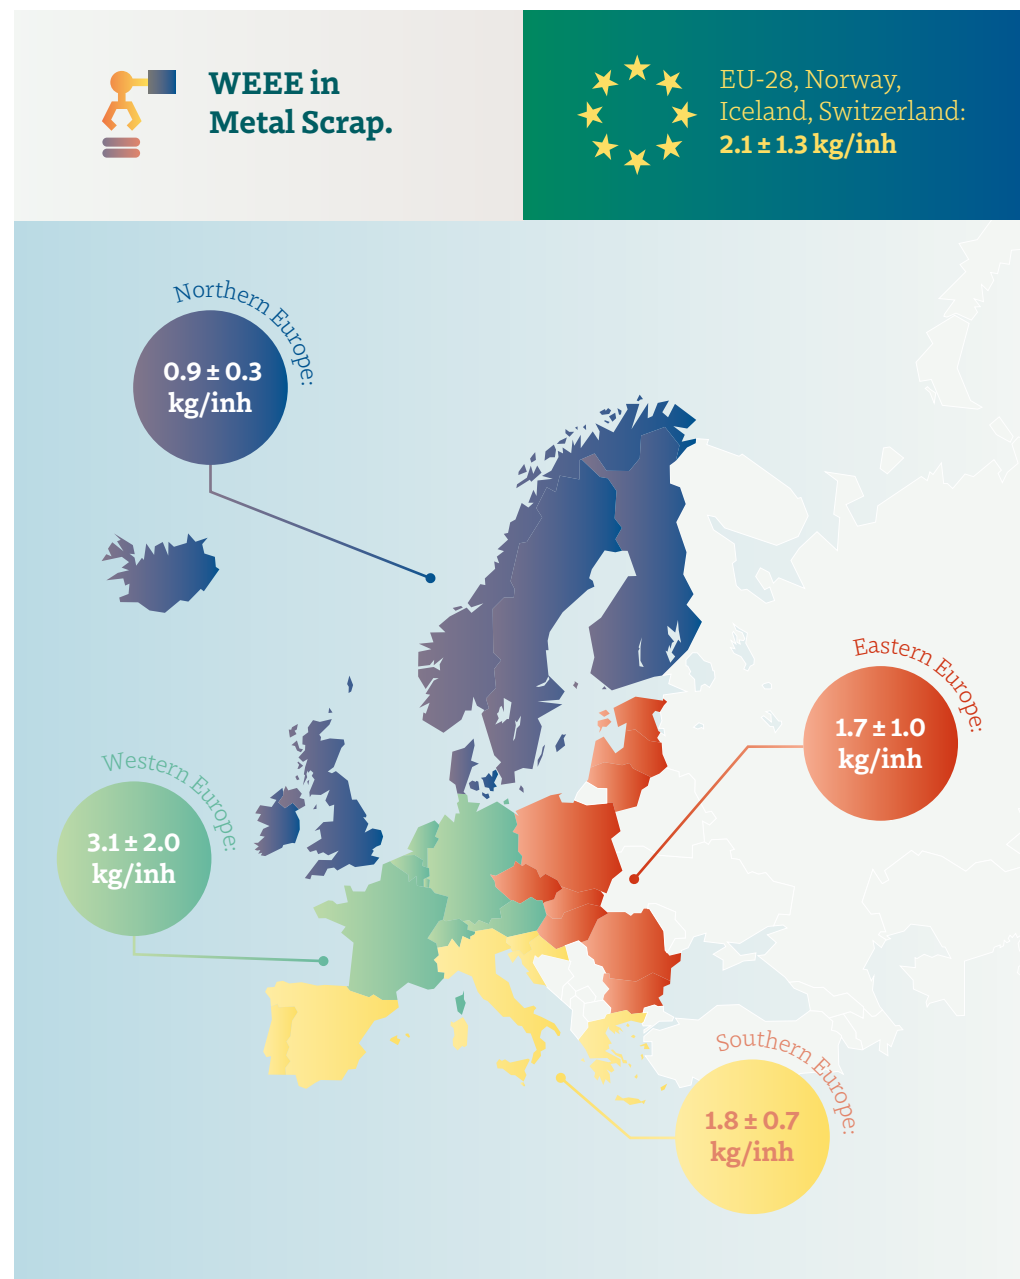 WEEE in
Metal Scrap.
EU-28, Norway,
Iceland, Switzerland:
2.1 ± 1.3 kg/inh
Northern Europe:
0.9 ± 0.3
kg/inh
Eastern Europe:
1.7 ± 1.0
kg/inh
Western Europe:
3.1 ± 2.0
kg/inh
Southern Europe:
1.8 ± 0.7
kg/inh